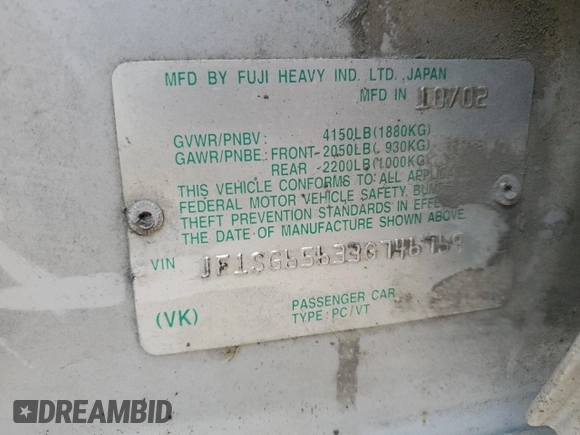 MFD BY FUJI HEAVY IND. LTD. JAPAN
MFD IN 10/02
GVWR/PNBV: 4150LB(1880KG)
GAWR/PNBE: FRONT-2050LB( 930KG)
REAR -2200LB(1000KG)
THIS VEHICLE CONFORMS TO ALL
FEDERAL MOTOR VEHICLE SAFETY,
THEFT PREVENTION STANDARDS IN
DATE OF MANUFACTURE SHOWN ABOVE.
VIN
(VK)
PASSENGER CAR
TYPE:PC/VT
DREAMBID